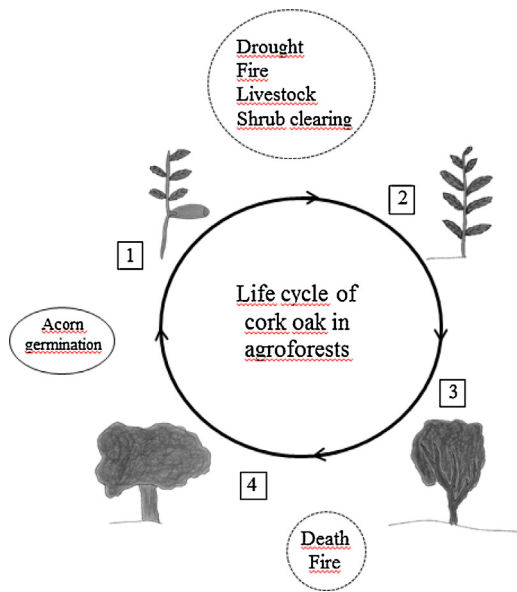 Drought
Fire
Livestock
Shrub clearing
2
1
Life cycle of
cork oak in
agroforests
Acorn
germination
3
4
Death
Fire